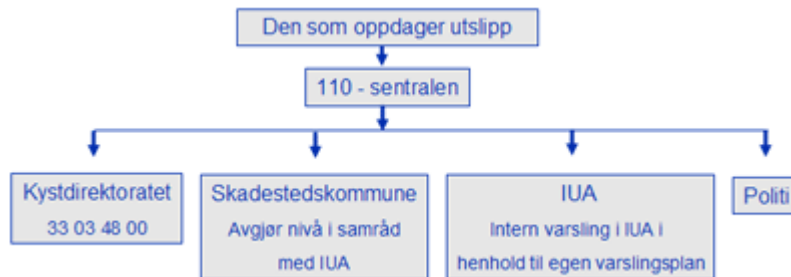 Den som oppdager utslipp
110 - sentralen
Kystdirektoratet
33 03 48 00
Skadestedskommune
Avgjør nivå i samråd
med IUA
IUA
Intern varsling i IUA i
henhold til egen varslingsplan
Politi